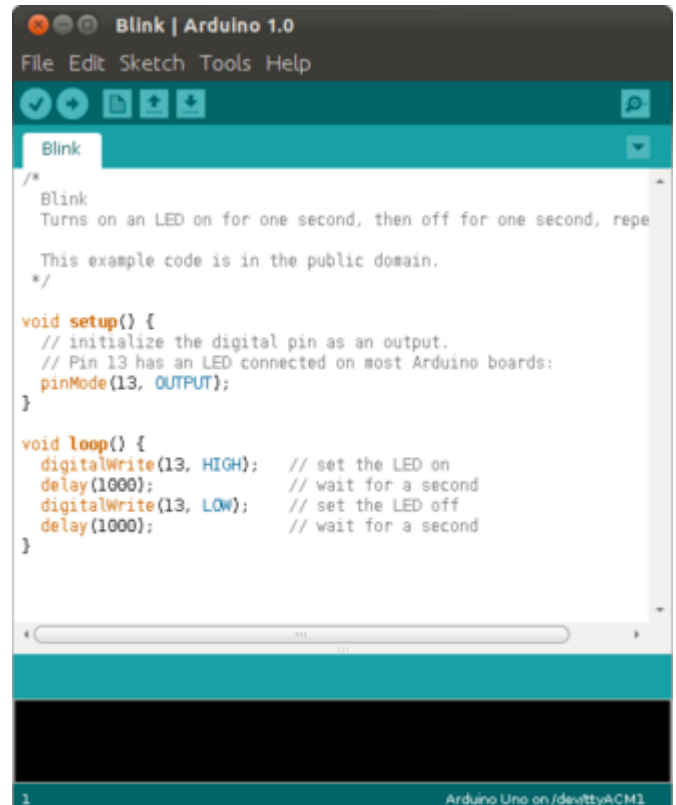 Blink | Arduino 1.0
File Edit Sketch Tools Help
Blink
/*
  Blink
  Turns on an LED on for one second, then off for one second, repe

  This example code is in the public domain.
 */

void setup() {
  // initialize the digital pin as an output.
  // Pin 13 has an LED connected on most Arduino boards:
  pinMode(13, OUTPUT);
}

void loop() {
  digitalWrite(13, HIGH);   // set the LED on
  delay(1000);              // wait for a second
  digitalWrite(13, LOW);    // set the LED off
  delay(1000);              // wait for a second
}
1 Arduino Uno on /dev/ttyACM1